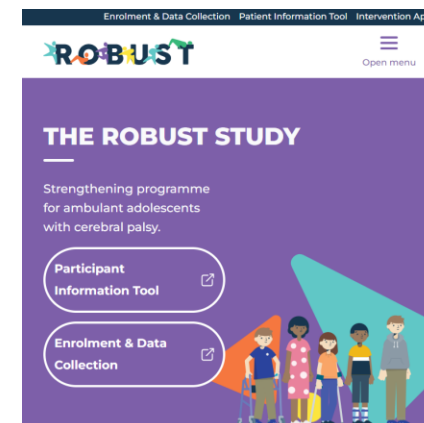 Enrolment & Data Collection Patient Information Tool Intervention
ROBUST
Open menu
THE ROBUST STUDY
Strengthening programme
for ambulant adolescents
with cerebral palsy.
Participant
Information Tool
Enrolment & Data
Collection